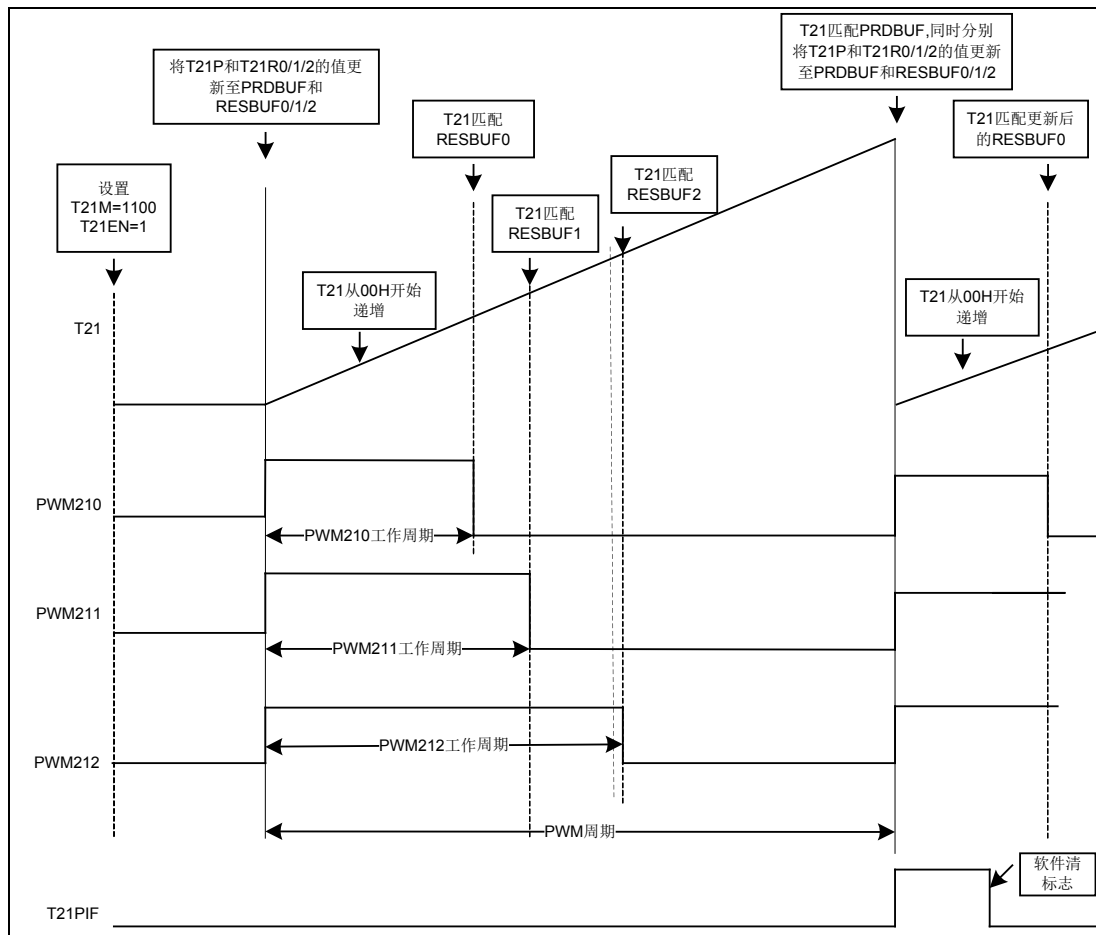 T21匹配PRDBUF,同时分别
将T21P和T21R0/1/2的值更新
至PRDBUF和RESBUF0/1/2
将T21P和T21R0/1/2的值更
新至PRDBUF和
RESBUF0/1/2
T21匹配
RESBUF0
T21匹配更新后
的RESBUF0
设置
T21M=1100
T21EN=1
T21匹配
RESBUF2
T21匹配
RESBUF1
T21从00H开始
递增
T21从00H开始
递增
T21
PWM210
PWM210工作周期
PWM211
PWM211工作周期
PWM212工作周期
PWM212
PWM周期
软件清
标志
T21PIF